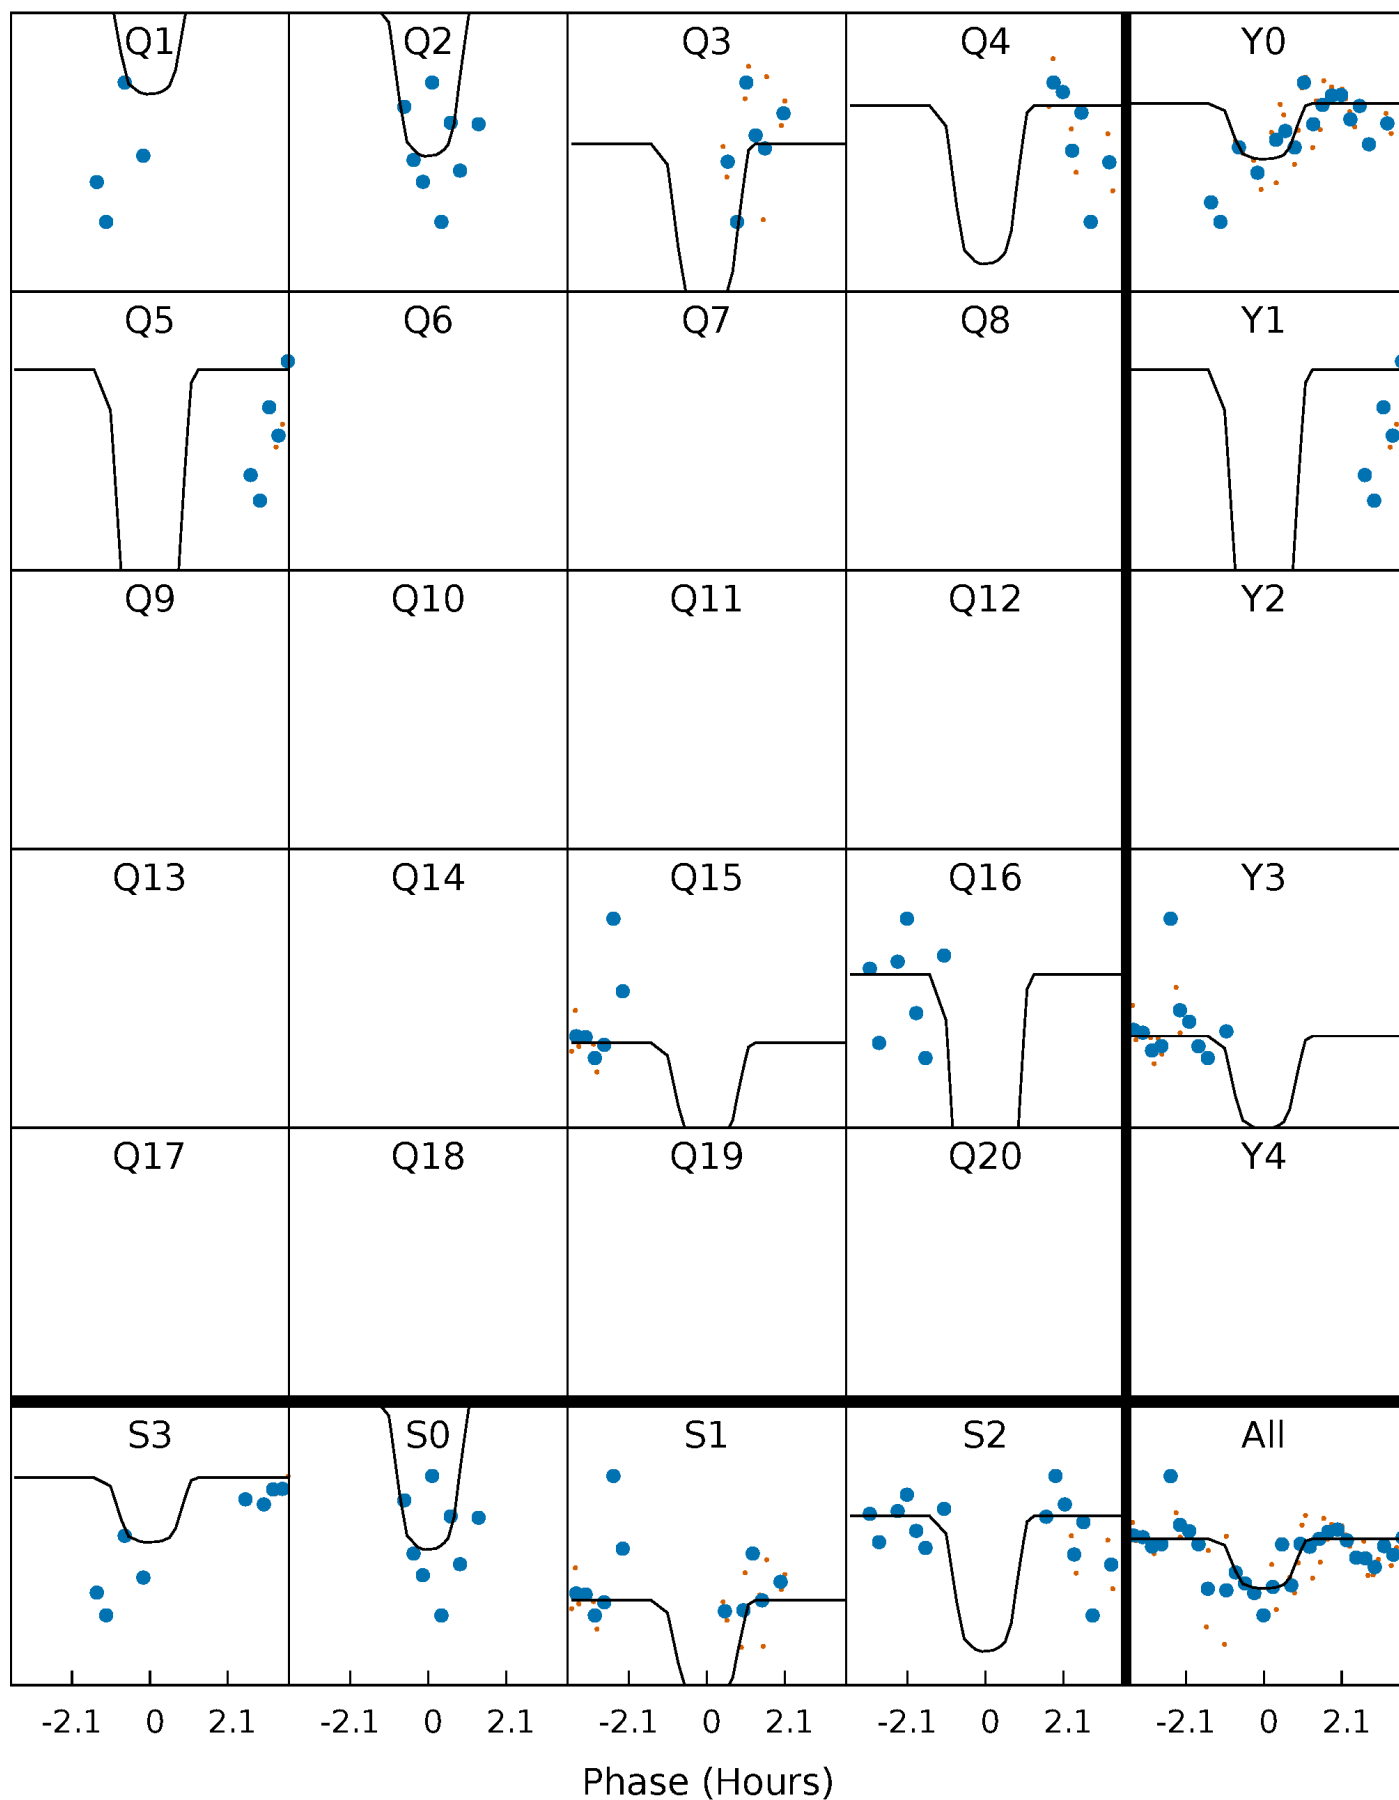 Q1 Q2 Q3 Q4 Y0
Q5 Q6 Q7 Q8 Y1
Q9 Q10 Q11 Q12 Y2
Q13 Q14 Q15 Q16 Y3
Q17 Q18 Q19 Q20 Y4
S3 S0 S1 S2 All
-2.1 0 2.1 -2.1 0 2.1 -2.1 0 2.1 -2.1 0 2.1 -2.1 0 2.1
Phase (Hours)